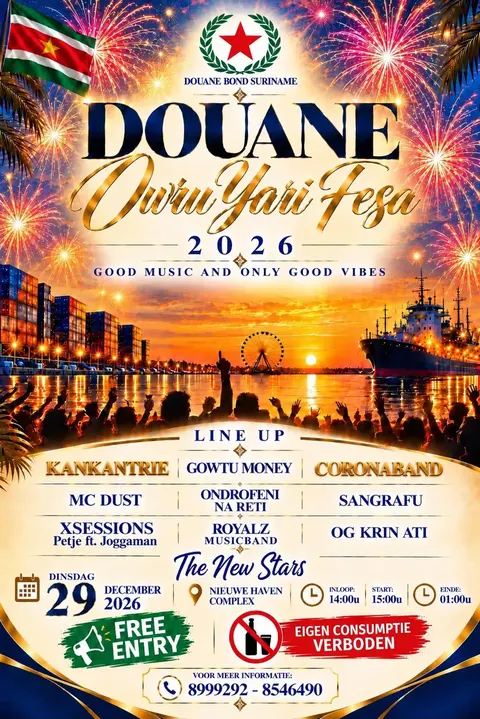 DOUANE BOND SURINAME
DOUANE
Owru Yari Fesa
2026
GOOD MUSIC AND ONLY GOOD VIBES
LINE UP
KANKANTRIE
GOWTU MONEY
CORONABAND
MC DUST
ONDROFENI
NA RETI
SANGRAFU
XSESSIONS
Petje ft. Joggaman
ROYALZ
MUSICBAND
OG KRIN ATI
The New Stars
DINSDAG
29 DECEMBER
2026
NIEUWE HAVEN
COMPLEX
INLOOP:
14:00u
START:
15:00u
EINDE:
01:00u
FREE
ENTRY
EIGEN CONSUMPTIE
VERBODEN
VOOR MEER INFORMATIE:
8999292 - 8546490